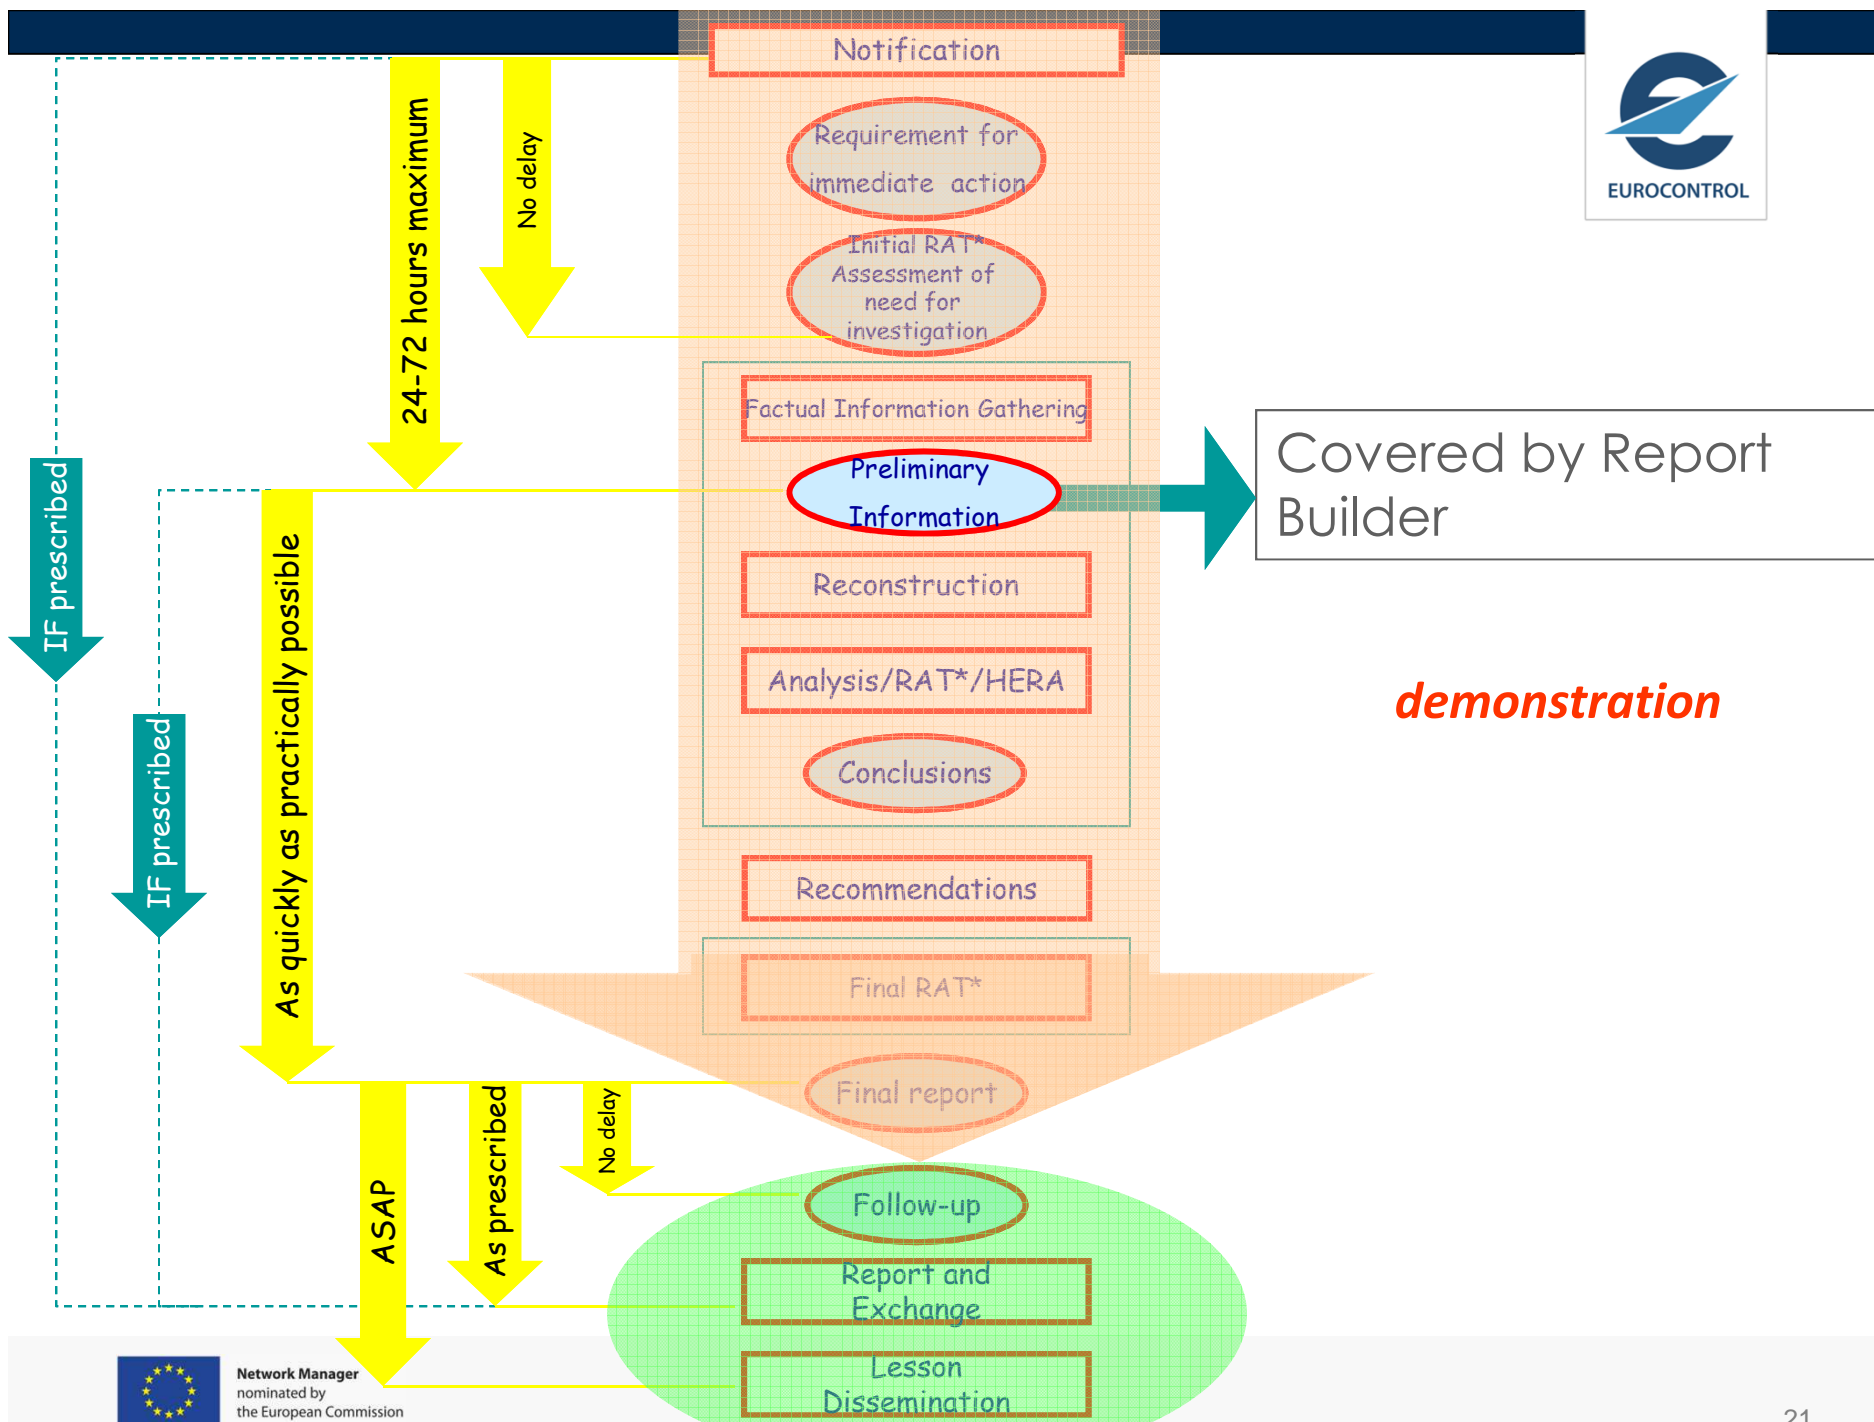 Notification
Requirement for
immediate action
Initial RAT*
Assessment of
need for
investigation
Factual Information Gathering
Preliminary
Information
Reconstruction
Analysis/RAT*/HERA
Conclusions
Recommendations
Final RAT*
Final report
Follow-up
Report and
Exchange
Lesson
Dissemination
24-72 hours maximum
No delay
IF prescribed
IF prescribed
As quickly as practically possible
ASAP
As prescribed
No delay
EUROCONTROL
Covered by Report
Builder
demonstration
Network Manager
nominated by
the European Commission
21